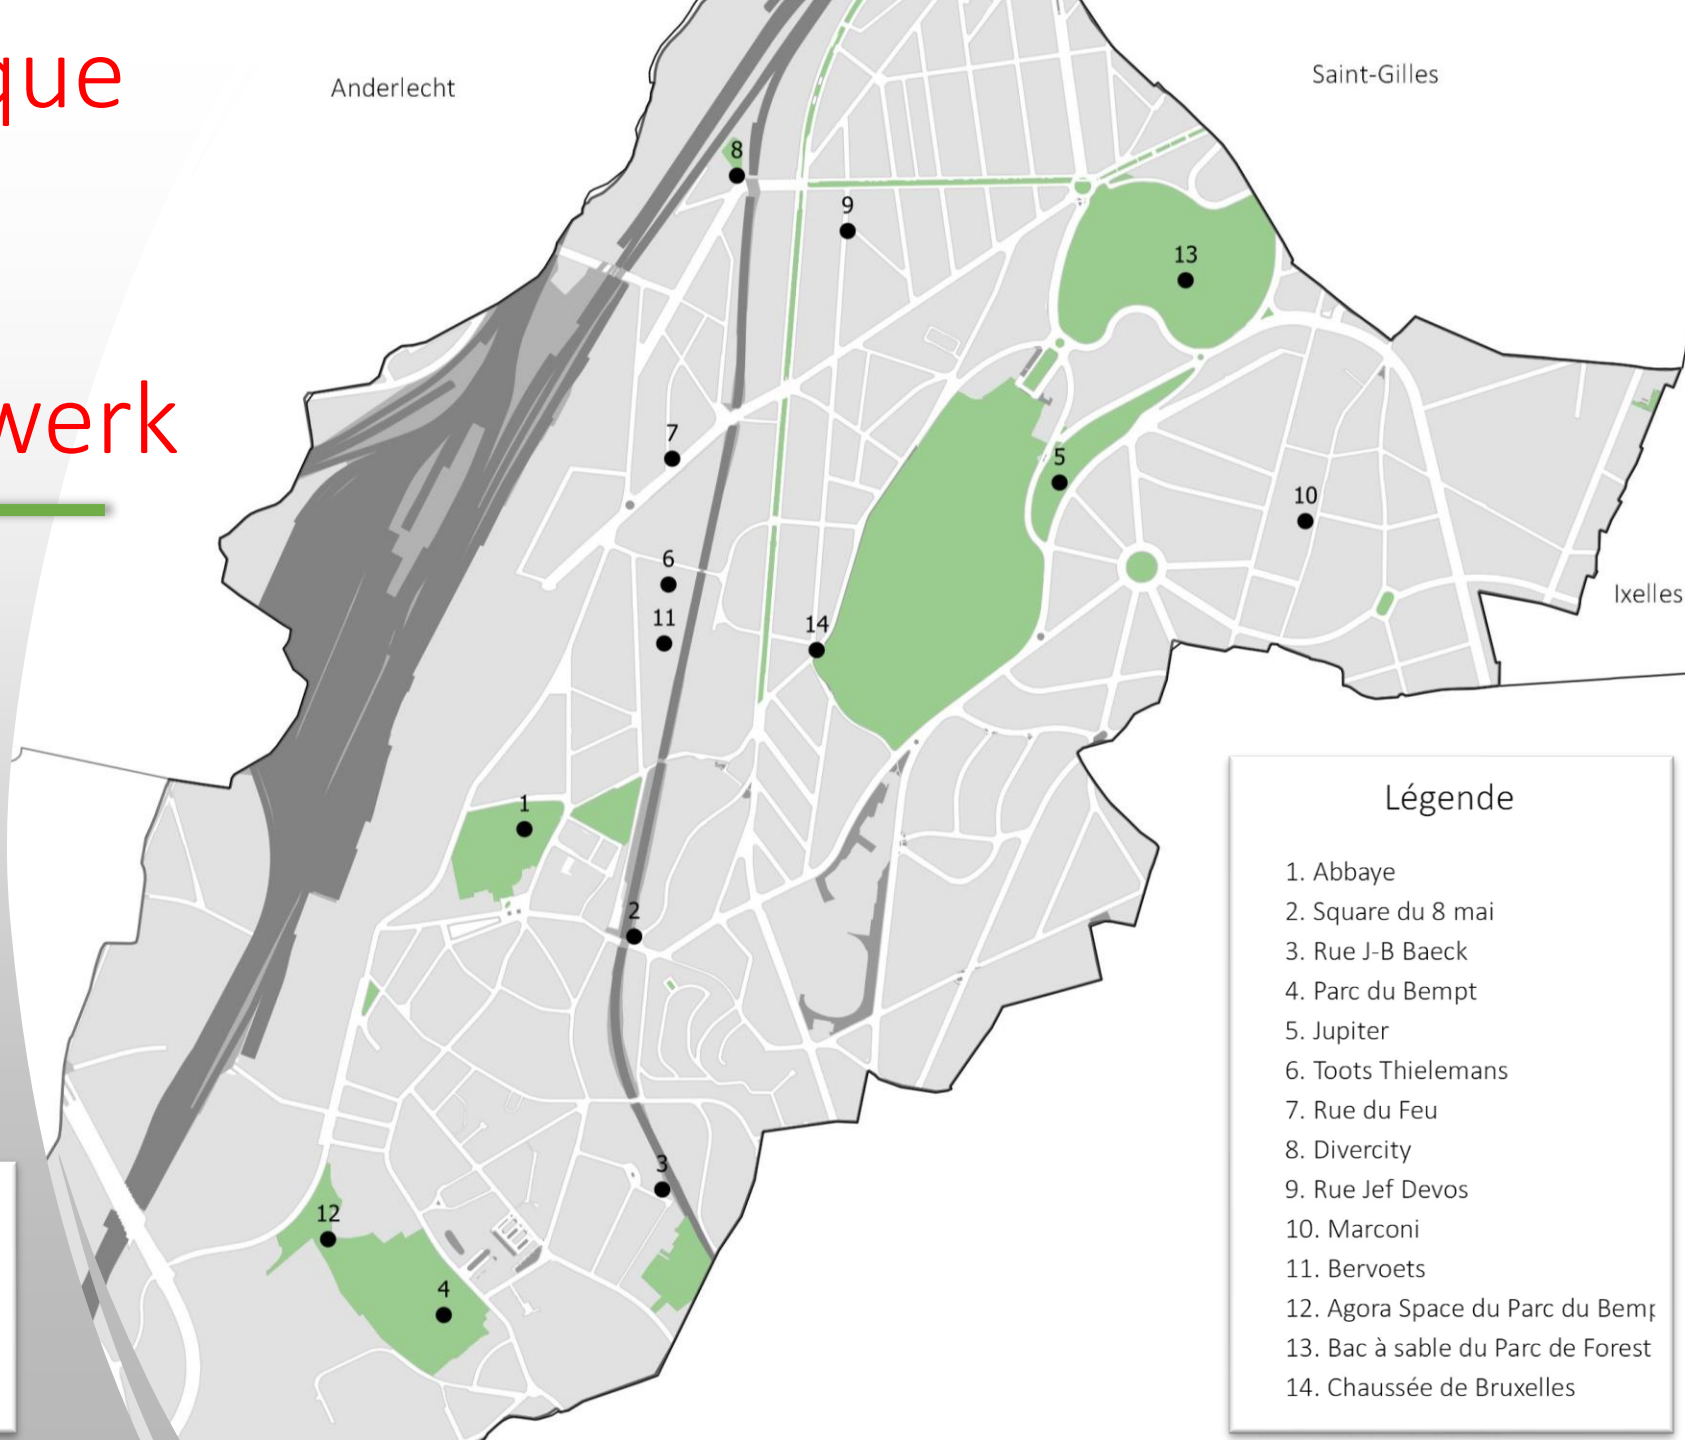 que
werk
Anderlecht
Saint-Gilles
8
9
13
7
5
10
6
11
14
Ixelles
1
2
3
12
4
Légende
1. Abbaye
2. Square du 8 mai
3. Rue J-B Baeck
4. Parc du Bempt
5. Jupiter
6. Toots Thielemans
7. Rue du Feu
8. Divercity
9. Rue Jef Devos
10. Marconi
11. Bervoets
12. Agora Space du Parc du Bemp
13. Bac à sable du Parc de Forest
14. Chaussée de Bruxelles